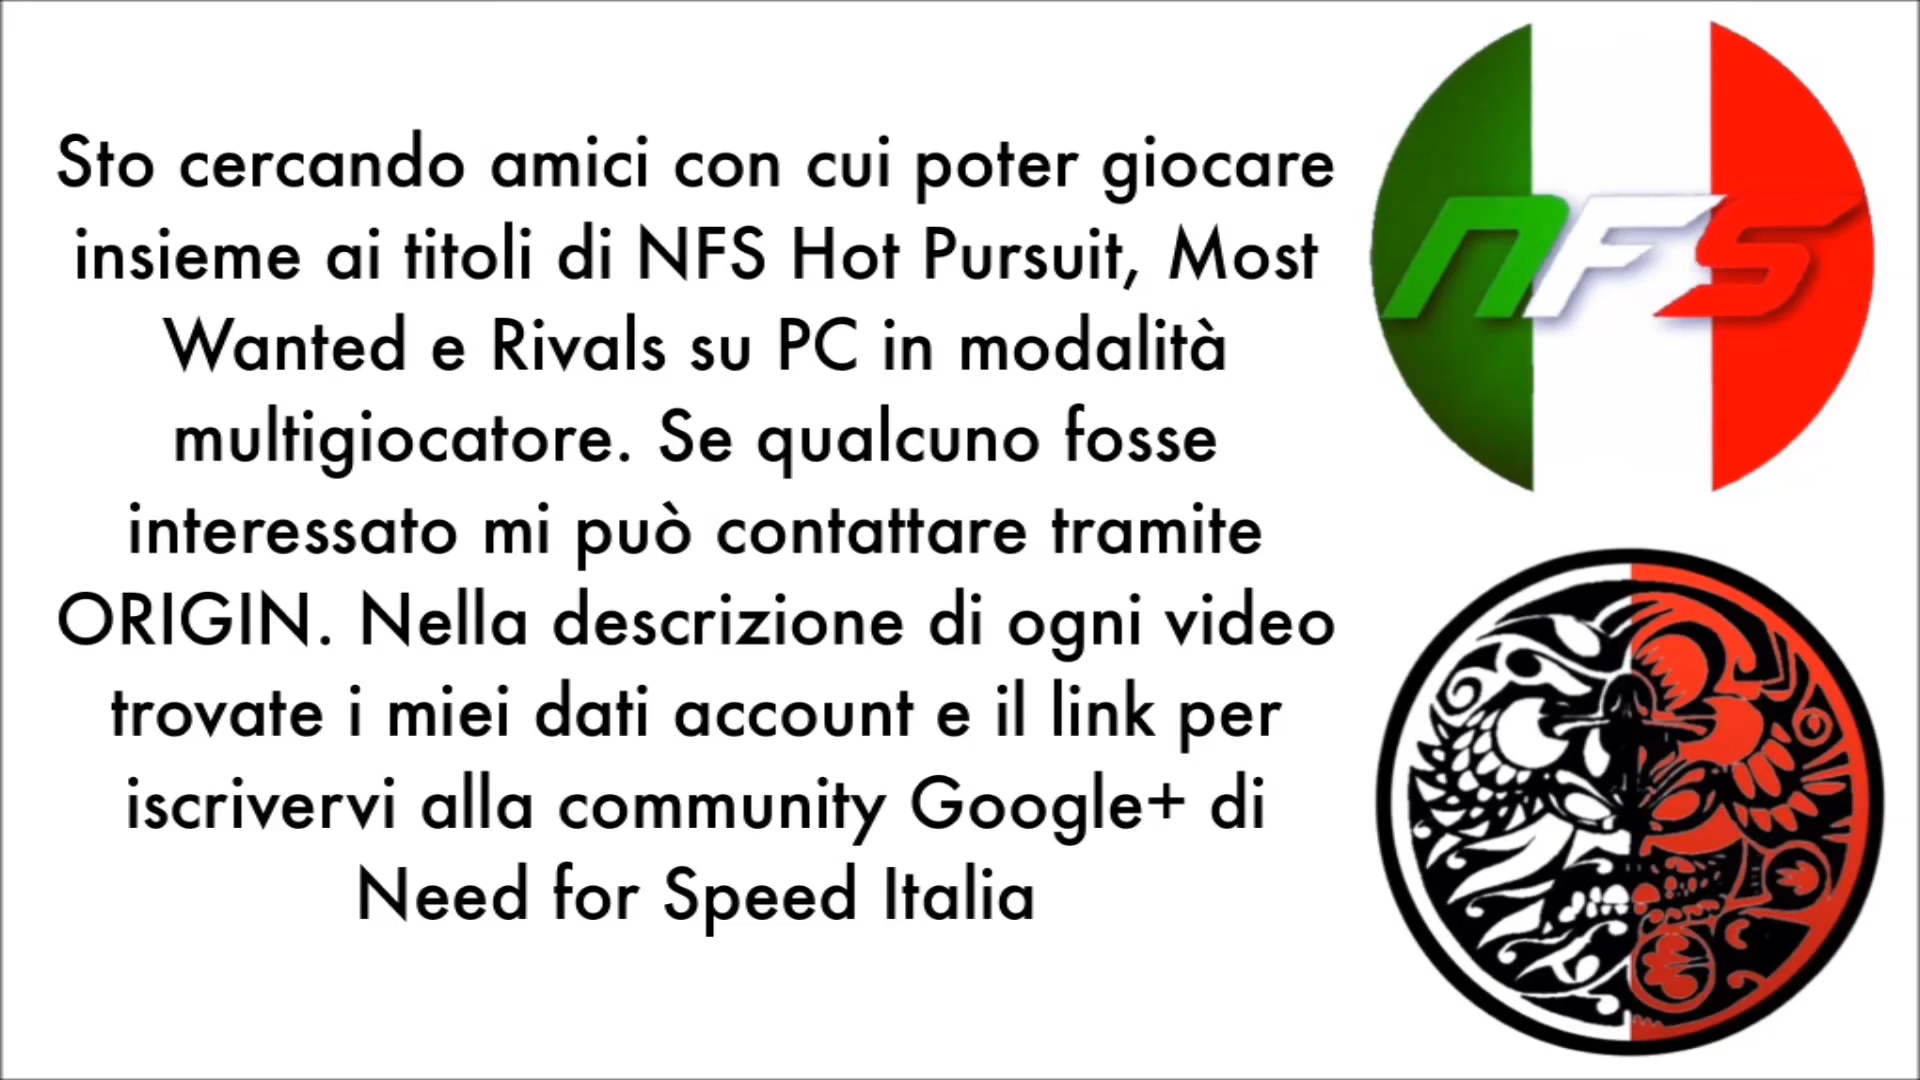 Sto cercando amici con cui poter giocare
insieme ai titoli di NFS Hot Pursuit, Most
Wanted e Rivals su PC in modalità
multigiocatore. Se qualcuno fosse
interessato mi può contattare tramite
ORIGIN. Nella descrizione di ogni video
trovate i miei dati account e il link per
iscrivervi alla community Google+ di
Need for Speed Italia
NFS